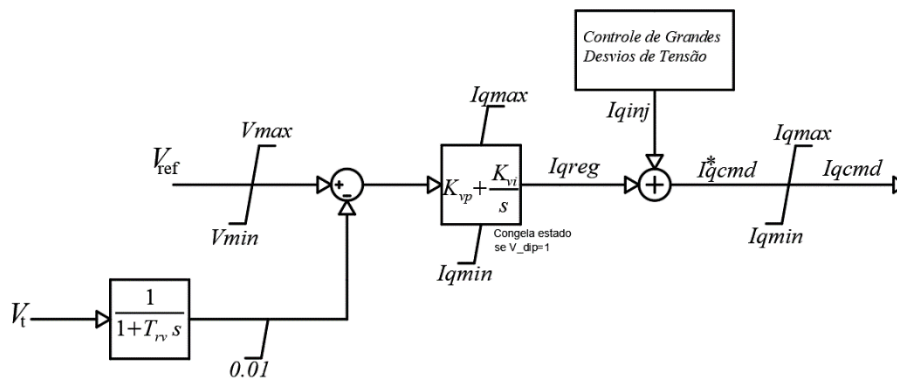 Controle de Grandes
Desvios de Tensão
Iqinj
Vmax
Vref
Vmin
+
-
Iqmax
Kvp + Kvi/s
Iqmin
Congela estado
se V_dip=1
Iqreg
+
I*qcmd
Iqmax
Iqmin
Iqcmd
Vt
1/(1+Trv s)
0.01